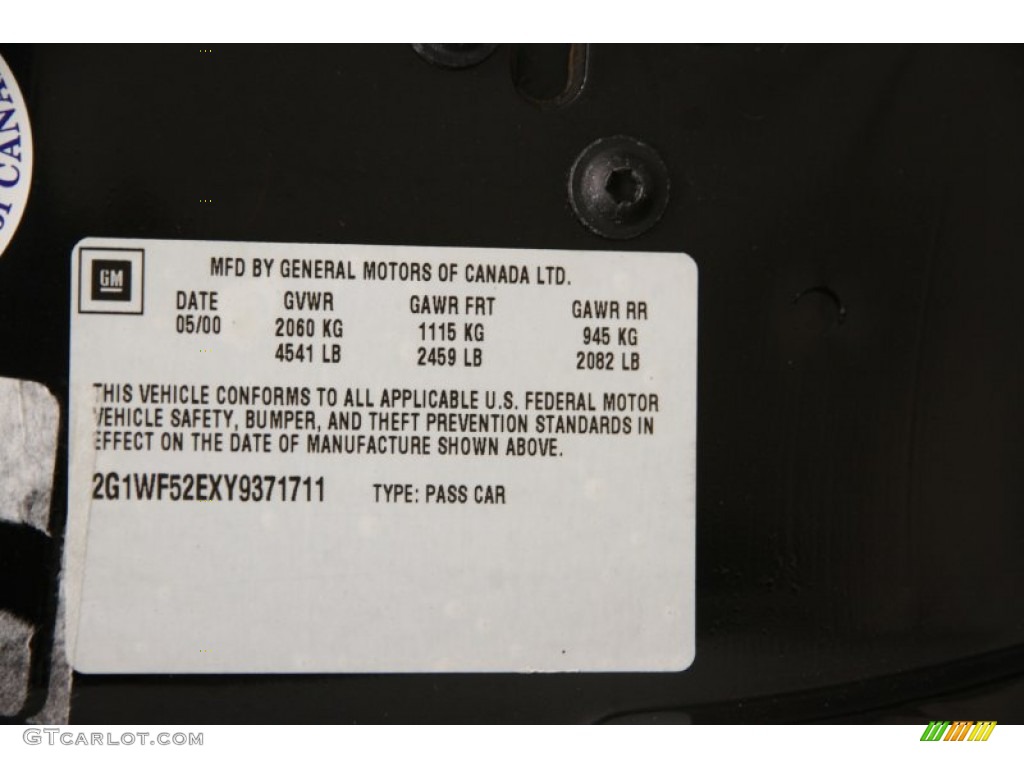 OF CANA
GM
MFD BY GENERAL MOTORS OF CANADA LTD.
DATE GVWR GAWR FRT GAWR RR
05/00 2060 KG 1115 KG 945 KG
4541 LB 2459 LB 2082 LB
THIS VEHICLE CONFORMS TO ALL APPLICABLE U.S. FEDERAL MOTOR
VEHICLE SAFETY, BUMPER, AND THEFT PREVENTION STANDARDS IN
EFFECT ON THE DATE OF MANUFACTURE SHOWN ABOVE.
2G1WF52EXY9371711 TYPE: PASS CAR
GTCARLOT.COM